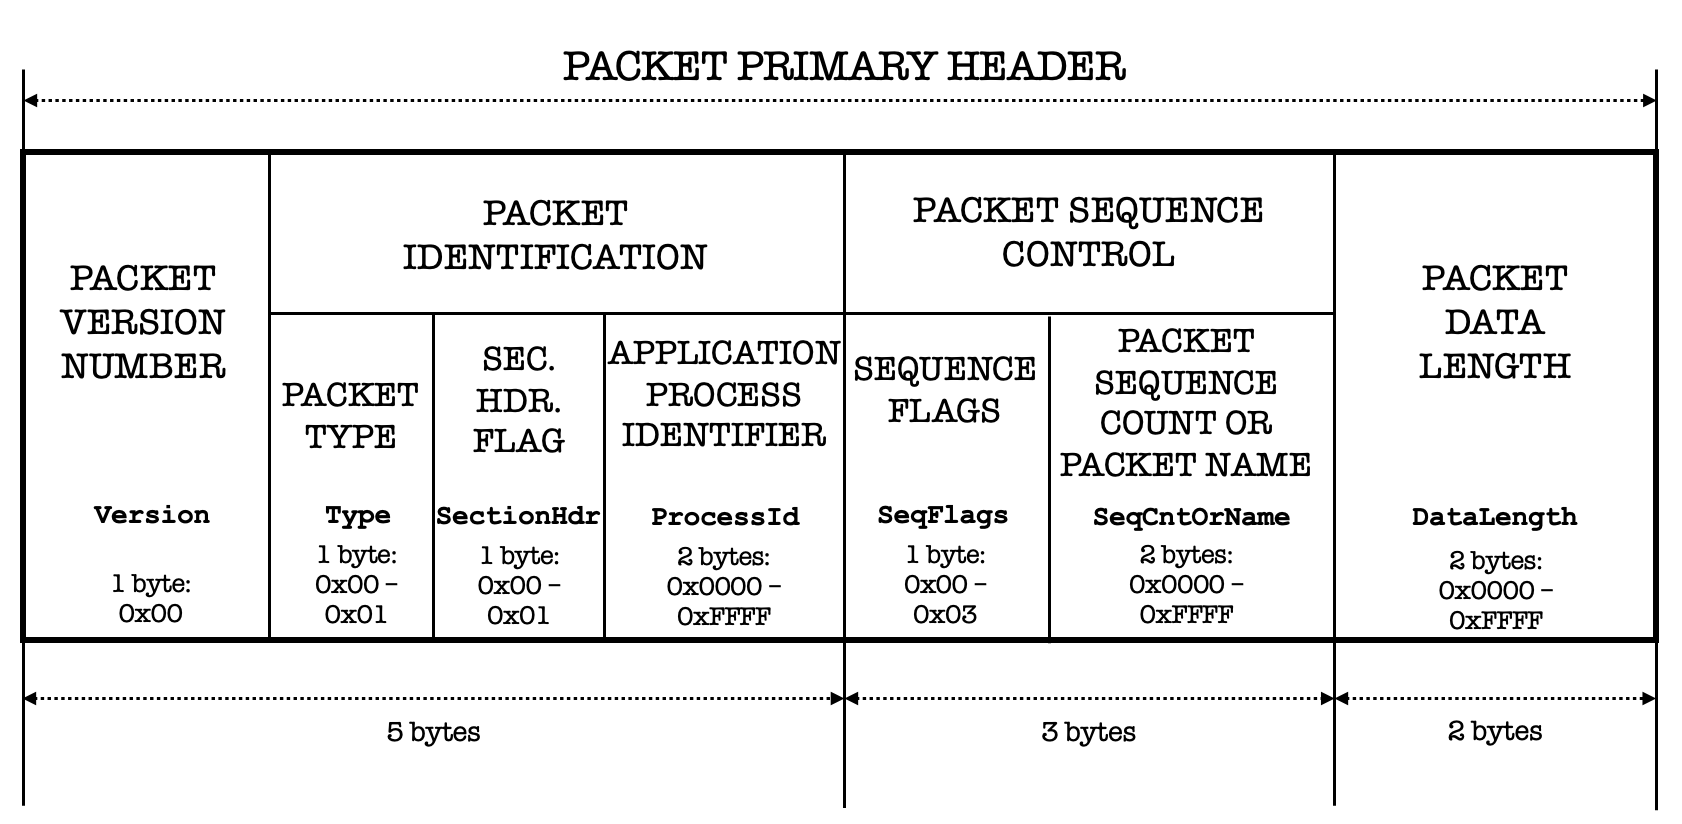 PACKET PRIMARY HEADER
PACKET
VERSION
NUMBER
Version
1 byte:
0x00
PACKET
IDENTIFICATION
PACKET
TYPE
Type
1 byte:
0x00 –
0x01
SEC.
HDR.
FLAG
SectionHdr
1 byte:
0x00 –
0x01
APPLICATION
PROCESS
IDENTIFIER
ProcessId
2 bytes:
0x0000 –
0xFFFF
PACKET SEQUENCE
CONTROL
SEQUENCE
FLAGS
SeqFlags
1 byte:
0x00 –
0x03
PACKET
SEQUENCE
COUNT OR
PACKET NAME
SeqCntOrName
2 bytes:
0x0000 –
0xFFFF
PACKET
DATA
LENGTH
DataLength
2 bytes:
0x0000 –
0xFFFF
5 bytes
3 bytes
2 bytes